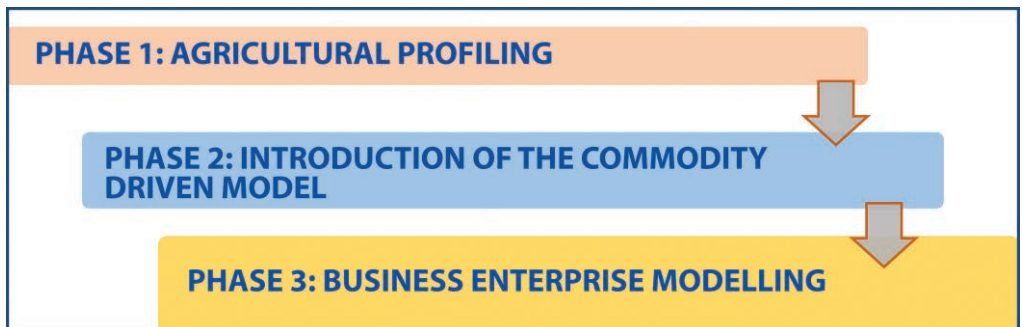 PHASE 1: AGRICULTURAL PROFILING
PHASE 2: INTRODUCTION OF THE COMMODITY
DRIVEN MODEL
PHASE 3: BUSINESS ENTERPRISE MODELLING